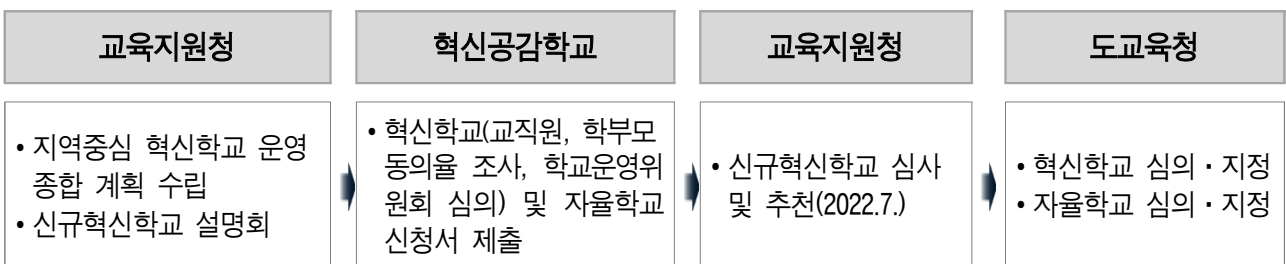 교육지원청
• 지역중심 혁신학교 운영
종합 계획 수립
• 신규혁신학교 설명회
혁신공감학교
• 혁신학교(교직원, 학부모
동의율 조사, 학교운영위
원회 심의) 및 자율학교
신청서 제출
교육지원청
• 신규혁신학교 심사
및 추천(2022.7.)
도교육청
• 혁신학교 심의・지정
• 자율학교 심의・지정